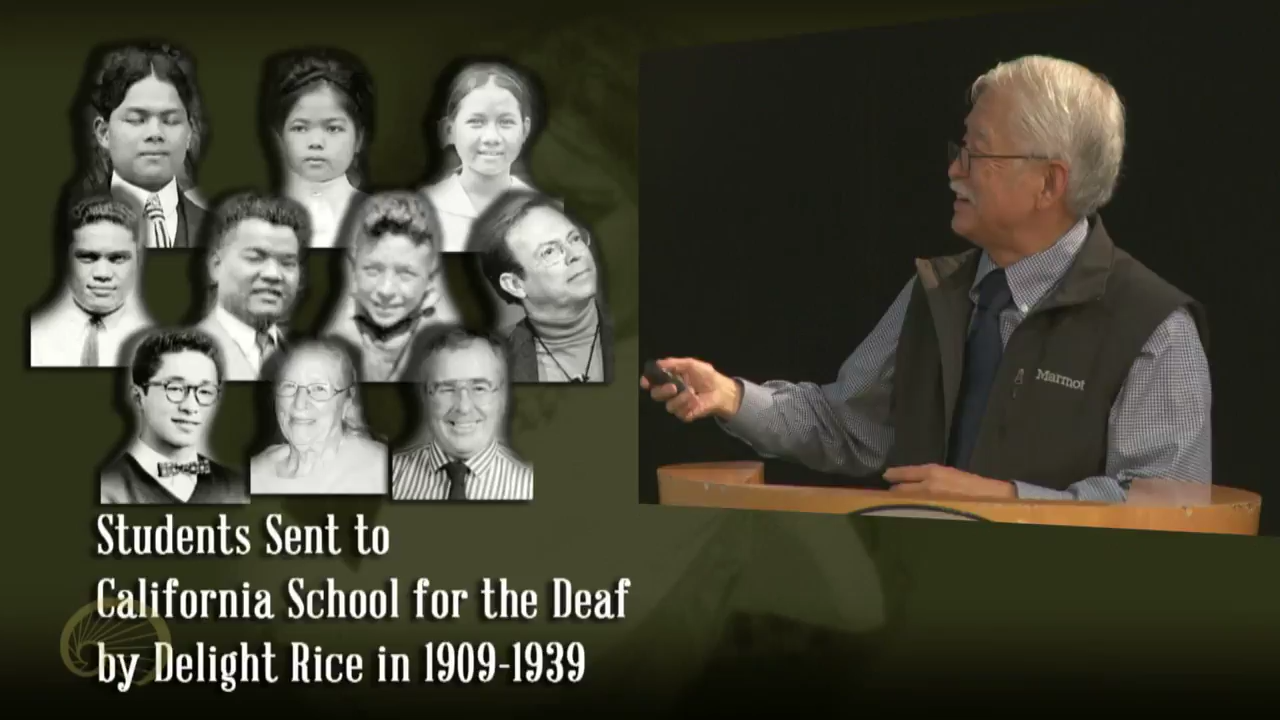 Marmot
Students Sent to
California School for the Deaf
by Delight Rice in 1909-1939